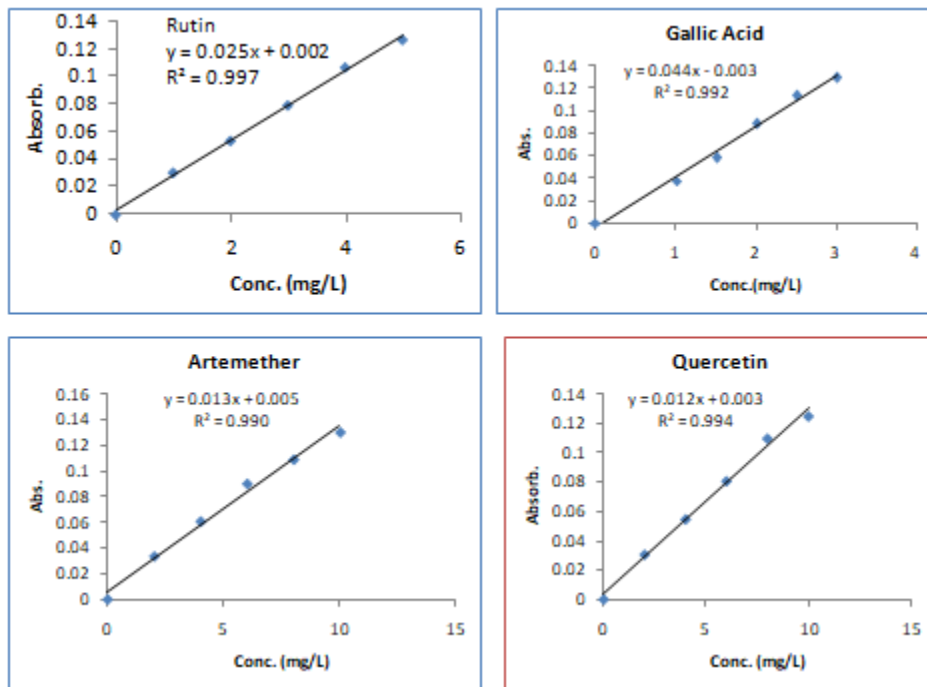 Rutin
y = 0.025x + 0.002
R² = 0.997
0.14
0.12
0.1
0.08
0.06
0.04
0.02
0
0 2 4 6
Absorb.
Conc. (mg/L)
Gallic Acid
y = 0.044x - 0.003
R² = 0.992
0.14
0.12
0.1
0.08
0.06
0.04
0.02
0
0 1 2 3 4
Abs.
Conc.(mg/L)
Artemether
y = 0.013x + 0.005
R² = 0.990
0.16
0.14
0.12
0.1
0.08
0.06
0.04
0.02
0
0 5 10 15
Abs.
Conc. (mg/L)
Quercetin
y = 0.012x + 0.003
R² = 0.994
0.14
0.12
0.1
0.08
0.06
0.04
0.02
0
0 5 10 15
Absorb.
Conc. (mg/L)